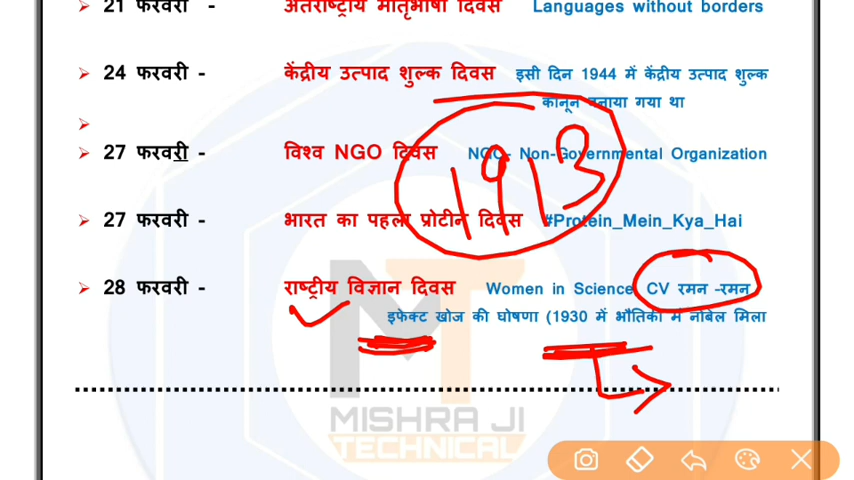 21 फरवरी - अंतर्राष्ट्रीय मातृभाषा दिवस Languages without borders
24 फरवरी - केंद्रीय उत्पाद शुल्क दिवस इसी दिन 1944 में केंद्रीय उत्पाद शुल्क
कानून बनाया गया था
27 फरवरी - विश्व NGO दिवस NGO- Non-Governmental Organization
1913
27 फरवरी - भारत का पहला प्रोटीन दिवस #Protein_Mein_Kya_Hai
28 फरवरी - राष्ट्रीय विज्ञान दिवस Women in Science CV रमन -रमन
इफेक्ट खोज की घोषणा (1930 में भौतिकी में नोबेल मिला
MISHRA JI
TECHNICAL